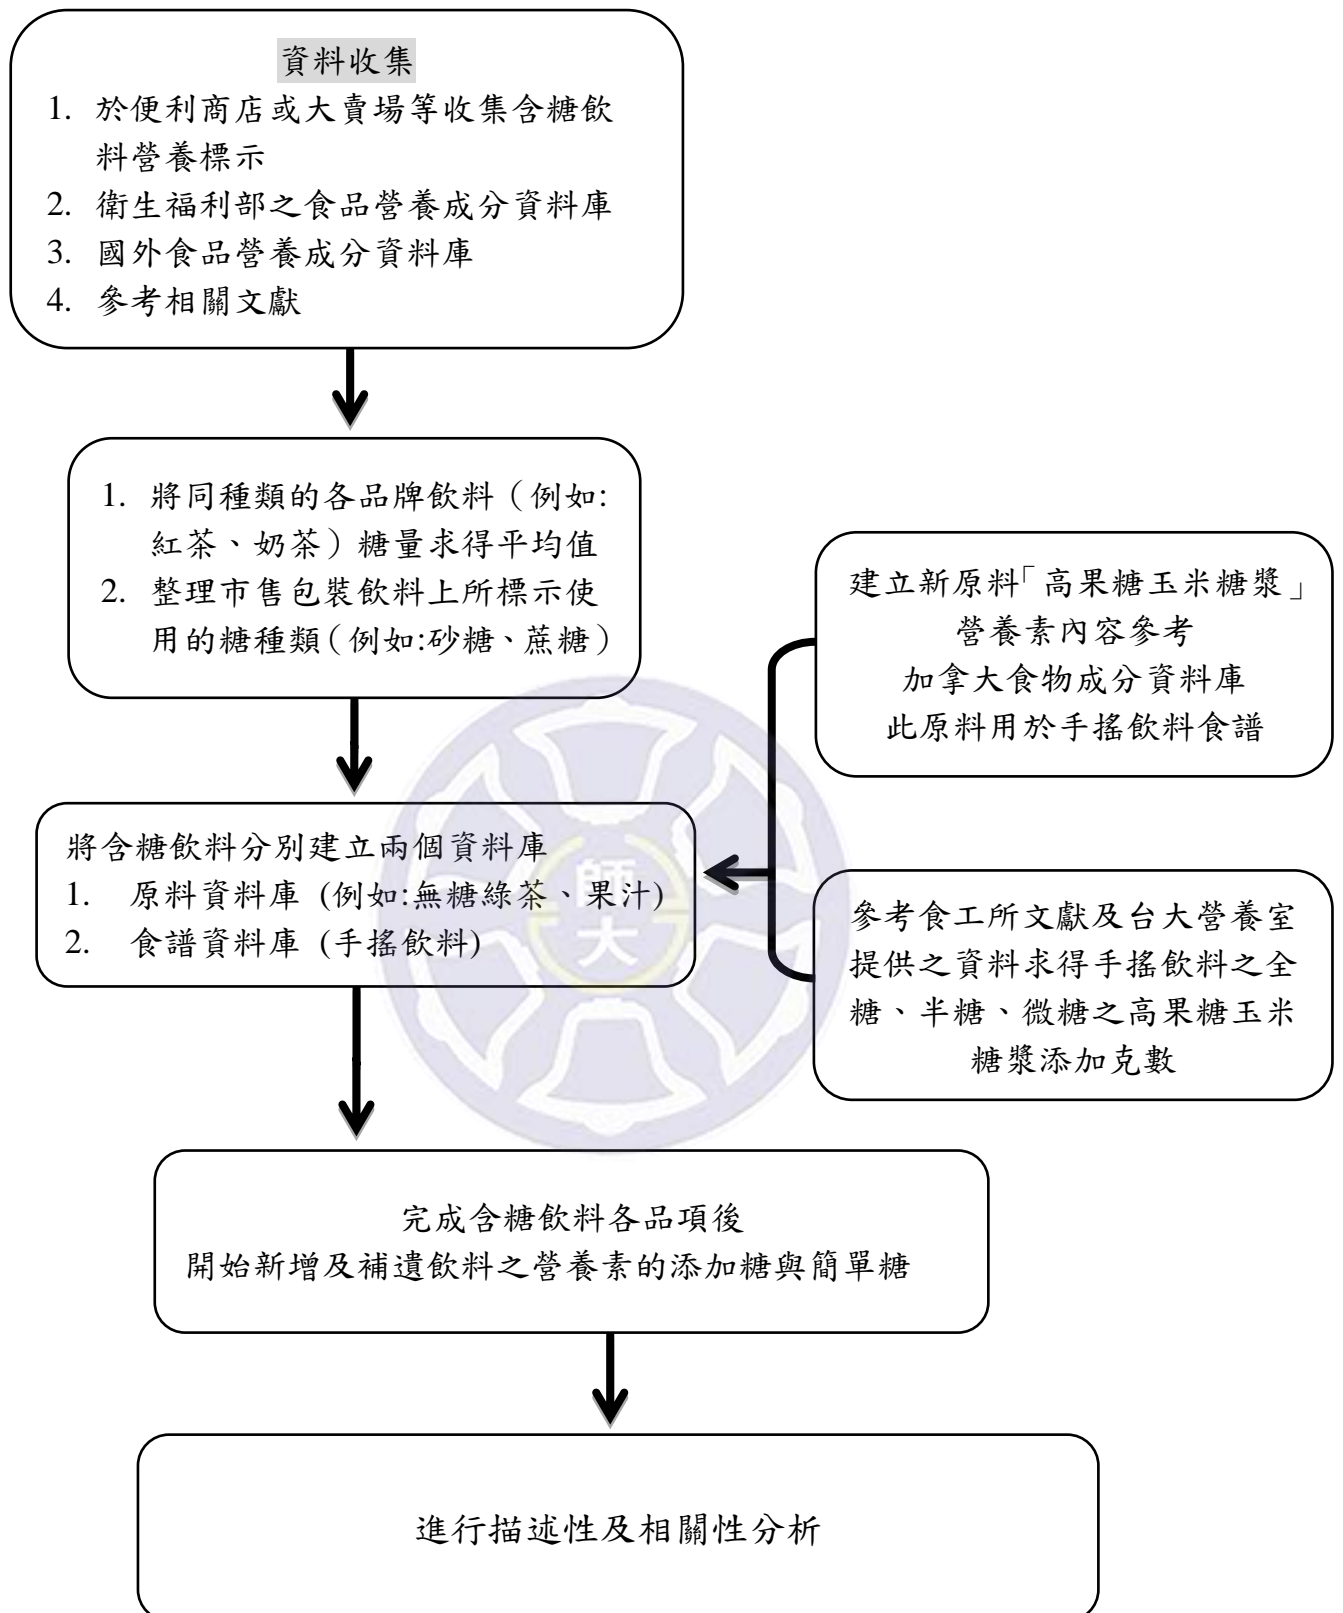 資料收集
1. 於便利商店或大賣場等收集含糖飲
料營養標示
2. 衛生福利部之食品營養成分資料庫
3. 國外食品營養成分資料庫
4. 參考相關文獻
1. 將同種類的各品牌飲料（例如:
紅茶、奶茶）糖量求得平均值
2. 整理市售包裝飲料上所標示使
用的糖種類(例如:砂糖、蔗糖)
建立新原料「高果糖玉米糖漿」
營養素內容參考
加拿大食物成分資料庫
此原料用於手搖飲料食譜
將含糖飲料分別建立兩個資料庫
1. 原料資料庫 (例如:無糖綠茶、果汁)
2. 食譜資料庫 (手搖飲料)
師
大
參考食工所文獻及台大營養室
提供之資料求得手搖飲料之全
糖、半糖、微糖之高果糖玉米
糖漿添加克數
完成含糖飲料各品項後
開始新增及補遺飲料之營養素的添加糖與簡單糖
進行描述性及相關性分析